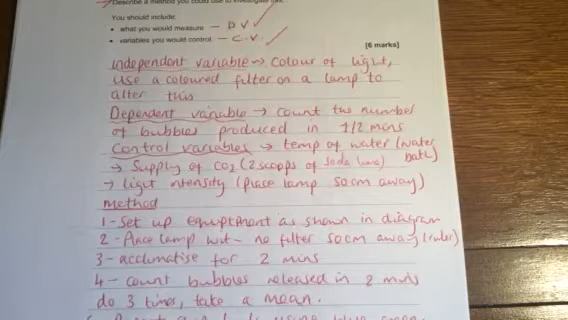 Describe a method you could use to investigate
You should include:
• what you would measure — D V
• variables you would control — C.V.
[6 marks]
Independent variable → Colour of light,
use a coloured filter on a lamp to
alter this
Dependent variable → count the number
of bubbles produced in 1/2 mins
Control variables → temp of water (water bath)
→ Supply of CO2 (2 scoops of soda lime)
→ light intensity (place lamp 50cm away)
Method
1 - Set up equiptment as shown in diagram
2 - Place lamp with no filter 50cm away (ruler)
3 - acclimatise for 2 mins
4 - count bubbles released in 2 mins
do 3 times, take a mean.